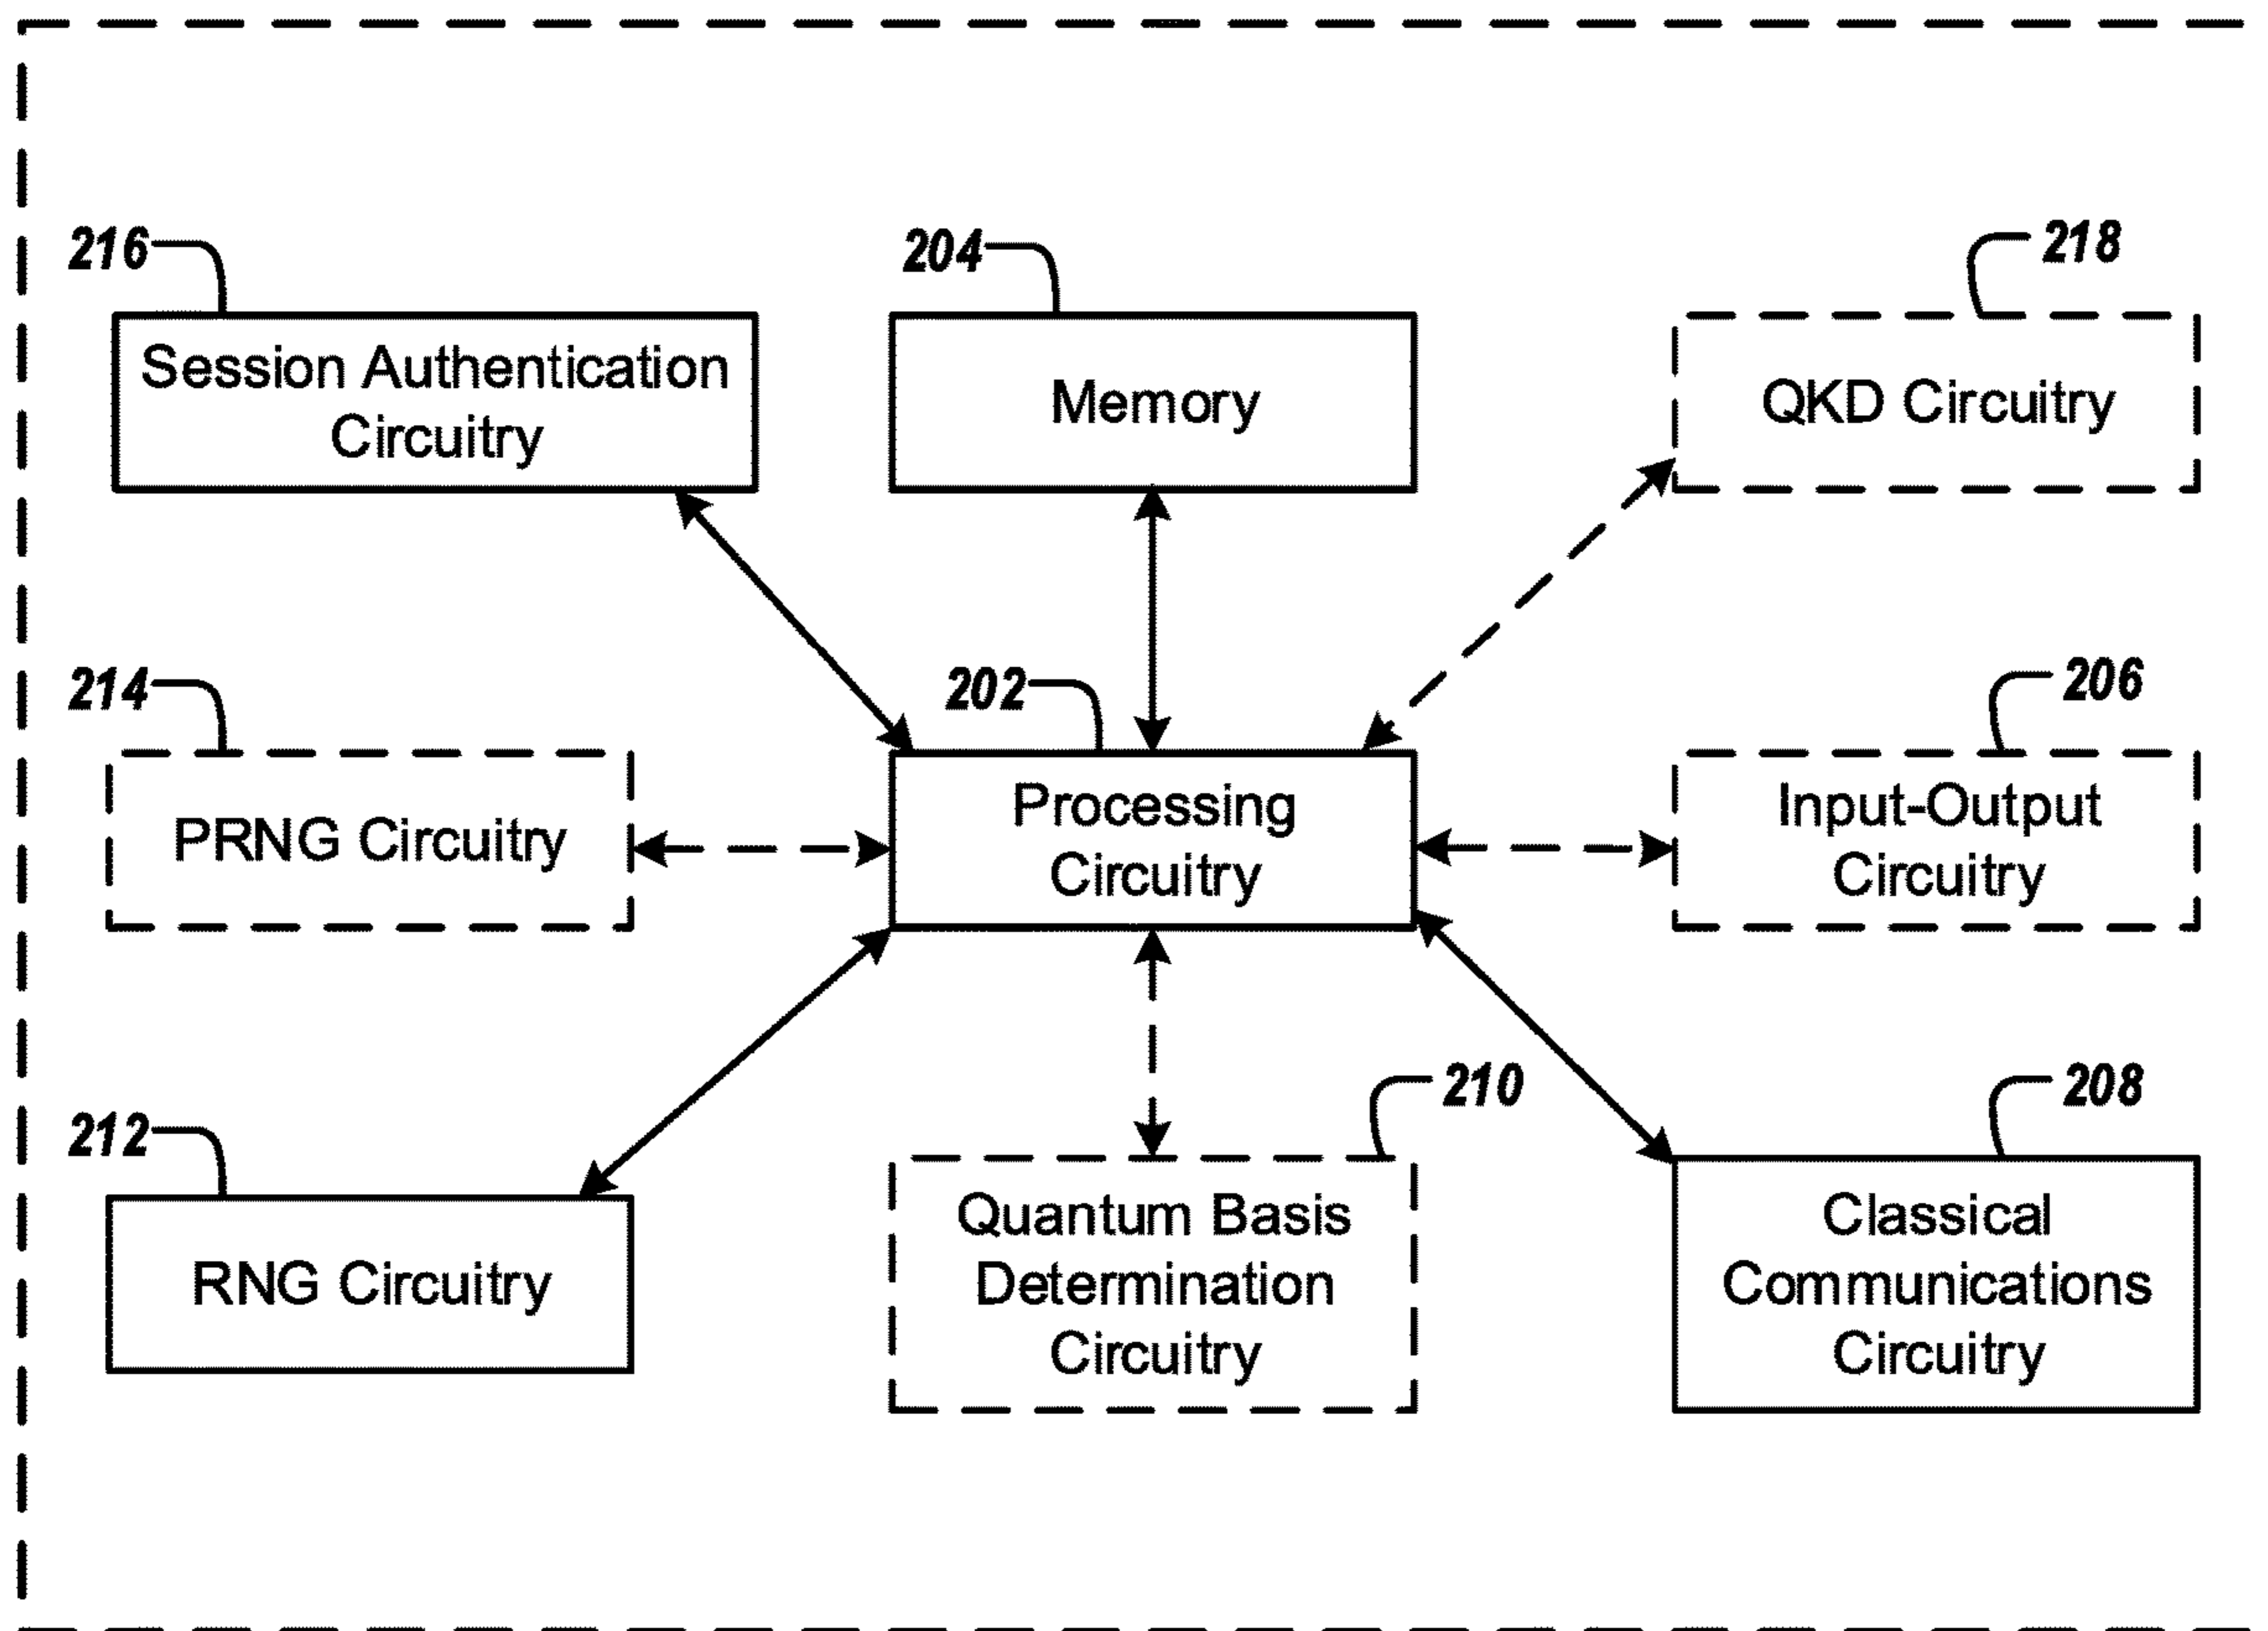 216
204
218
Session Authentication
Circuitry
Memory
QKD Circuitry
214
202
206
PRNG Circuitry
Processing
Circuitry
Input-Output
Circuitry
212
210
208
RNG Circuitry
Quantum Basis
Determination
Circuitry
Classical
Communications
Circuitry